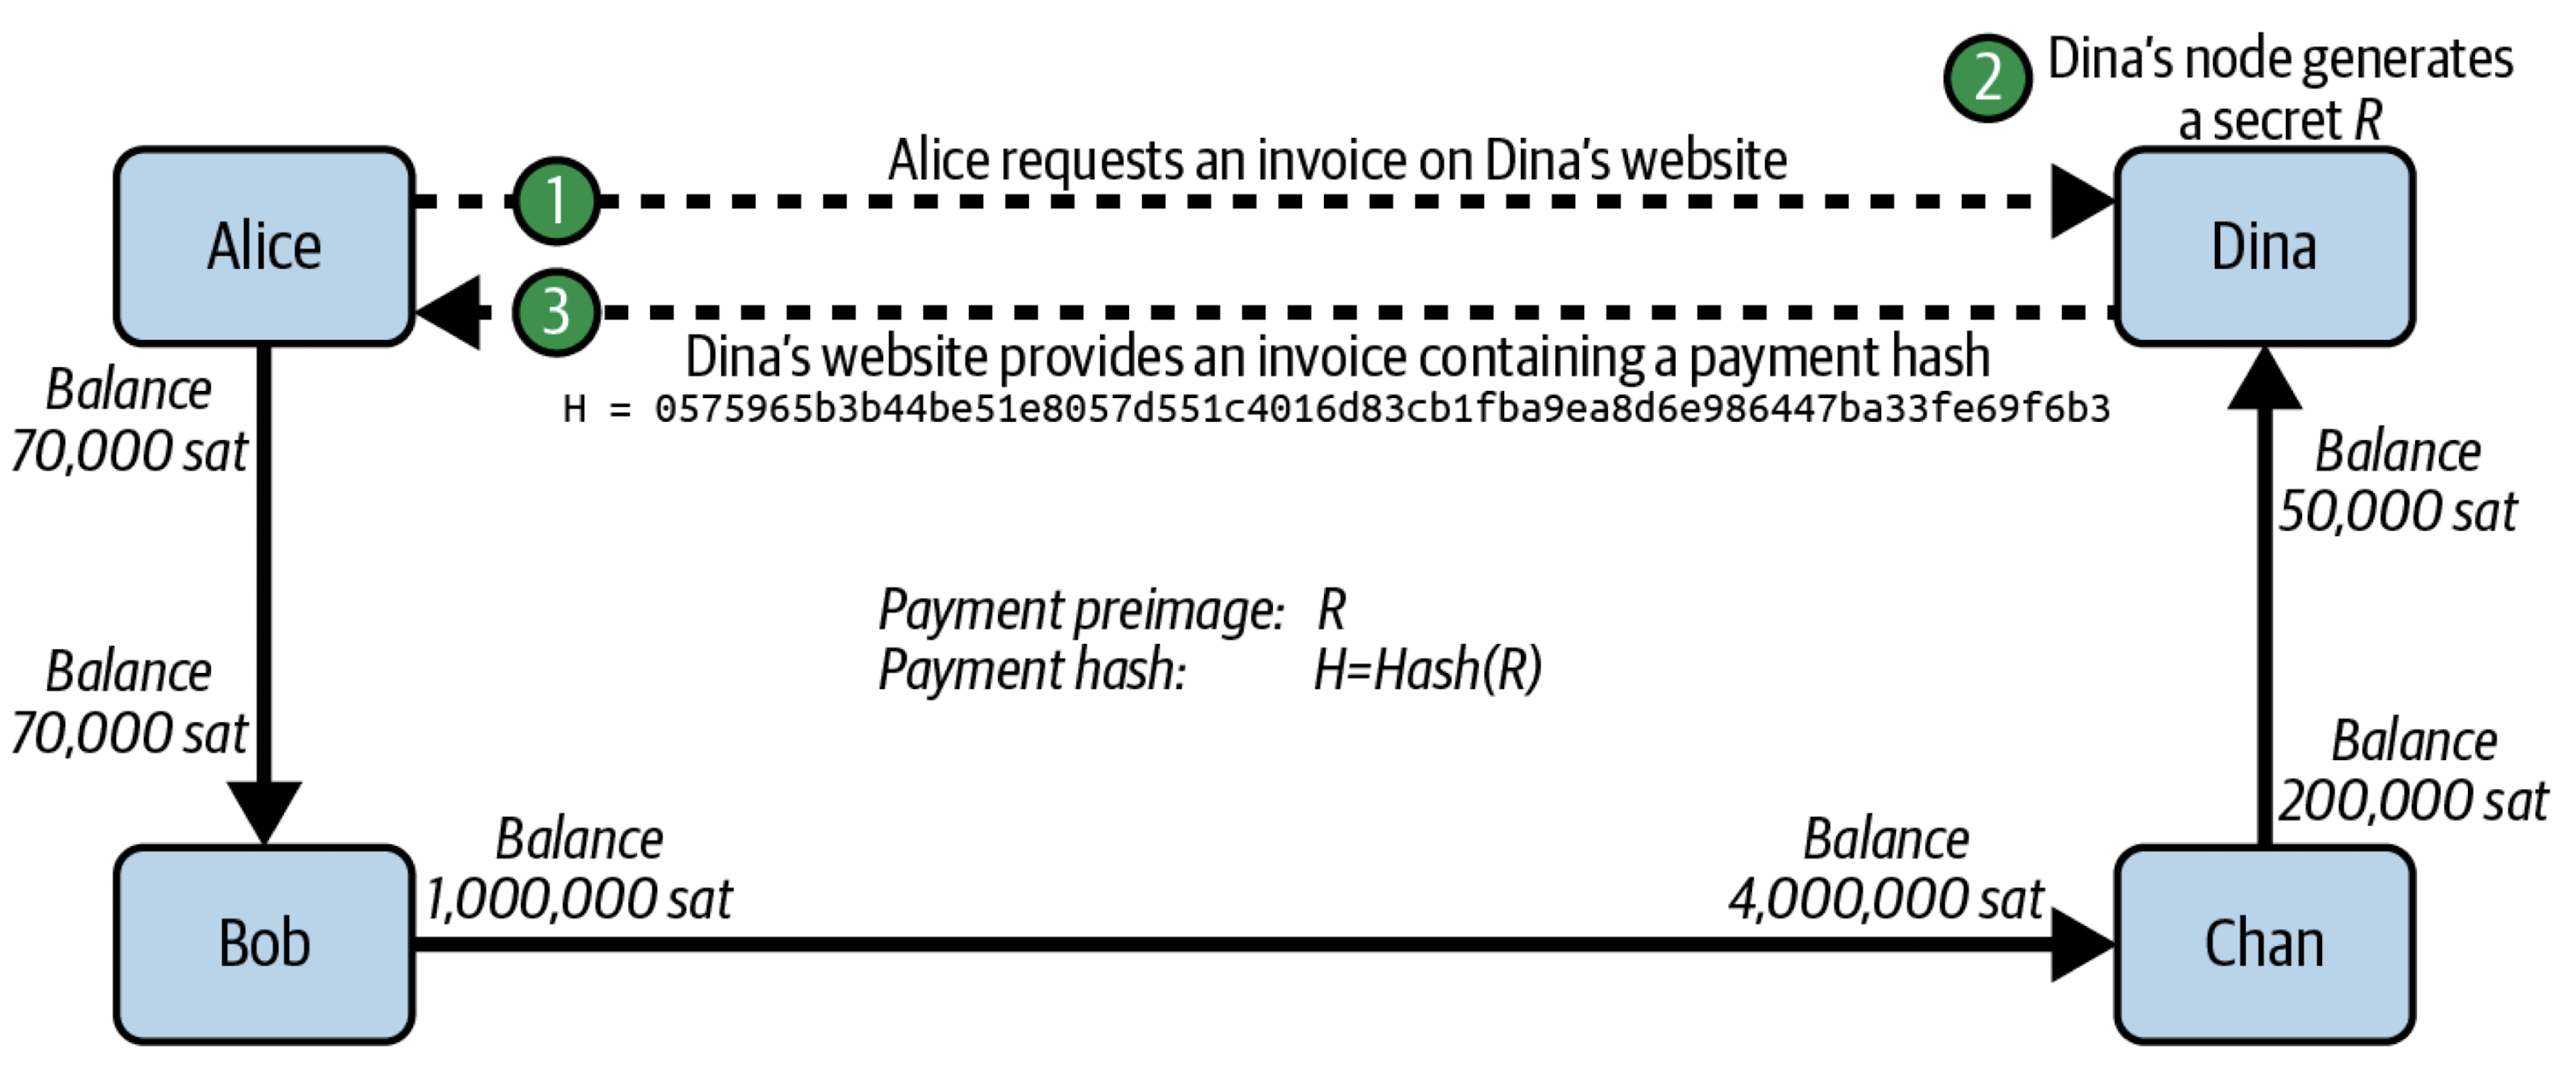 2
Dina's node generates
a secret R
Alice requests an invoice on Dina's website
1
Alice
Dina
3
Dina's website provides an invoice containing a payment hash
H = 0575965b3b44be51e8057d551c4016d83cb1fba9ea8d6e986447ba33fe69f6b3
Balance
70,000 sat
Balance
50,000 sat
Payment preimage: R
Payment hash: H=Hash(R)
Balance
70,000 sat
Balance
200,000 sat
Balance
1,000,000 sat
Balance
4,000,000 sat
Bob
Chan